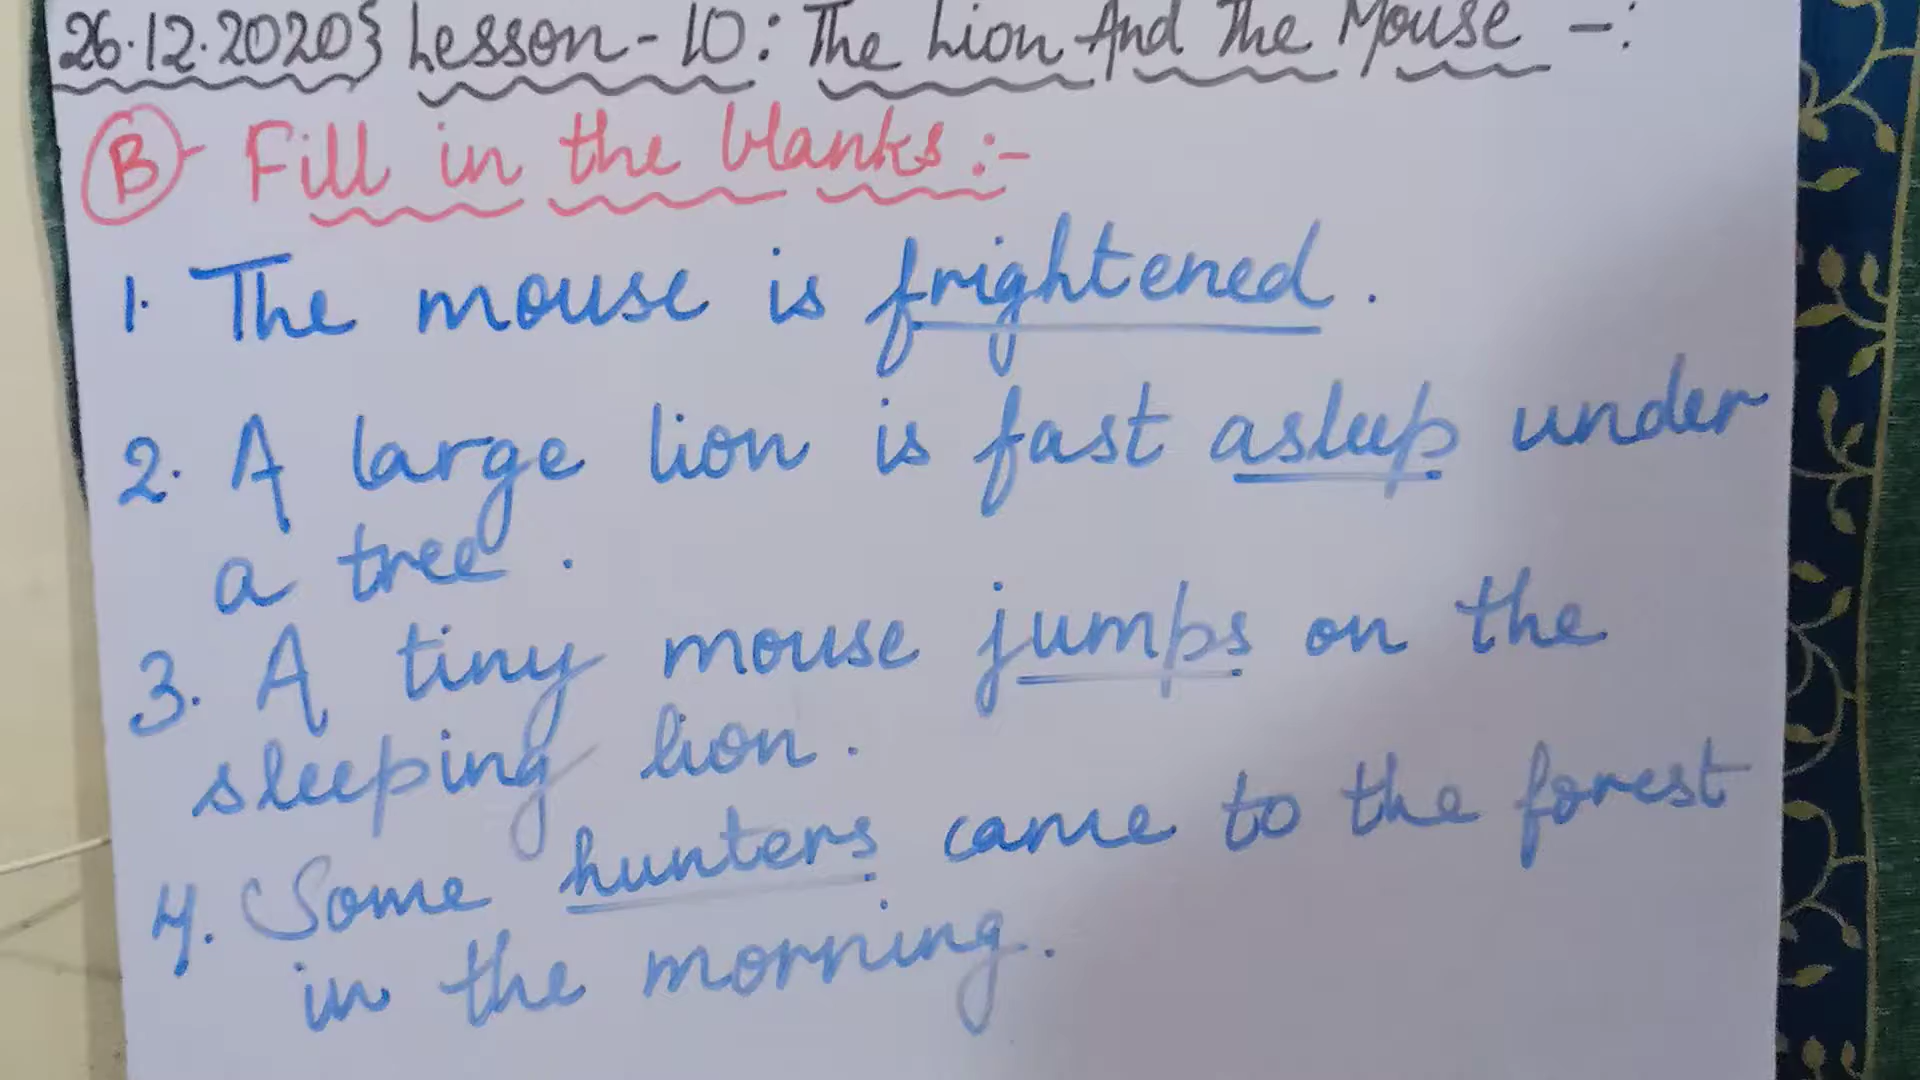 26.12.2020} Lesson-10: The Lion And The Mouse -:
B- Fill in the blanks:-
1. The mouse is frightened.
2. A large lion is fast asleep under
a tree.
3. A tiny mouse jumps on the
sleeping lion.
4. Some hunters came to the forest
in the morning.